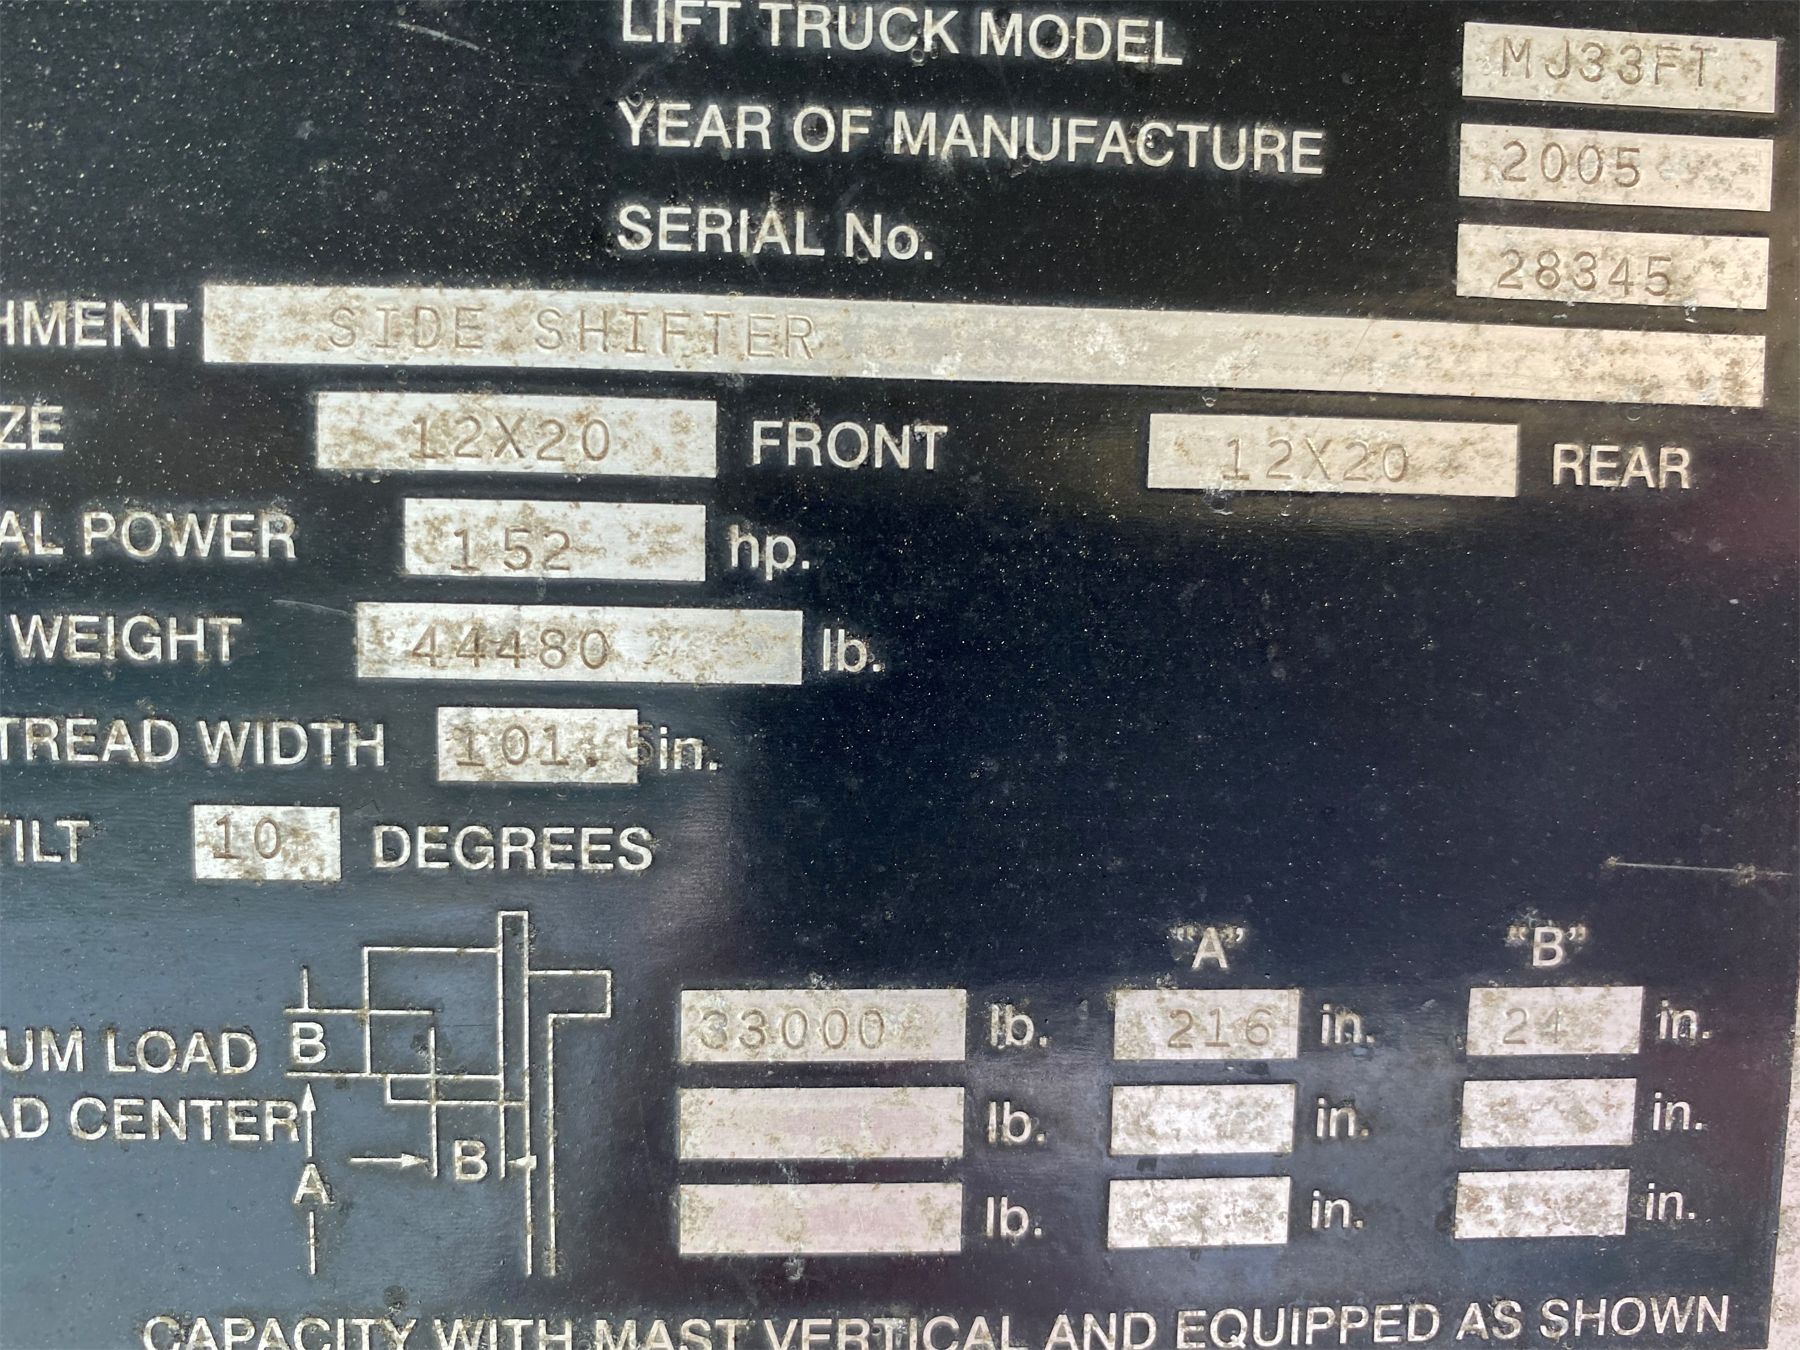 LIFT TRUCK MODEL MJ33FT
YEAR OF MANUFACTURE 2005
SERIAL No. 28345
HMENT SIDE SHIFTER
ZE 12X20 FRONT 12X20 REAR
AL POWER 152 hp.
WEIGHT 44480 lb.
TREAD WIDTH 101.5 in.
TILT 10 DEGREES
"A" "B"
UM LOAD B 33000 lb. 216 in. 24 in.
AD CENTER B lb. in. in.
A lb. in. in.
CAPACITY WITH MAST VERTICAL AND EQUIPPED AS SHOWN